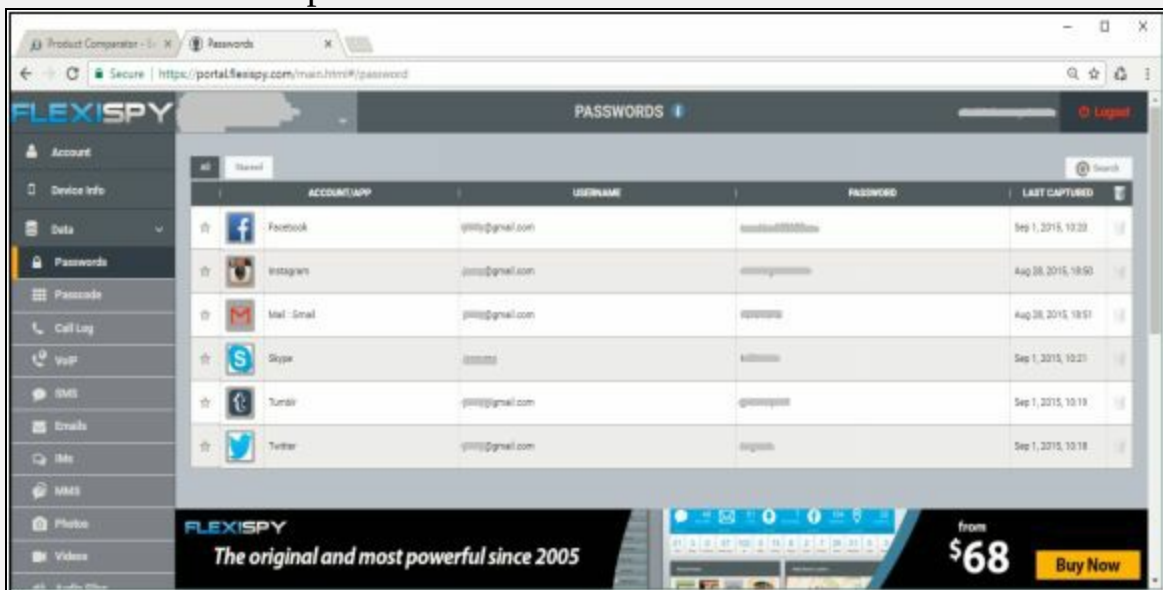 Product Comparator - E
Passwords
Secure | https://portal.flexispy.com/main.html#/password
FLEXISPY
PASSWORDS
Logout
Account
Device Info
Data
Passwords
Passcode
Call Log
VoIP
SMS
Emails
IMs
MMS
Photos
Videos
All Starred
Search
ACCOUNT/APP USERNAME PASSWORD LAST CAPTURED
Facebook @gmail.com Sep 1, 2015, 10:20
Instagram @gmail.com Aug 28, 2015, 18:50
Mail : Gmail @gmail.com Aug 28, 2015, 18:51
Skype Sep 1, 2015, 10:21
Tumblr @gmail.com Sep 1, 2015, 10:19
Twitter @gmail.com Sep 1, 2015, 10:18
FLEXISPY
The original and most powerful since 2005
from
$68
Buy Now